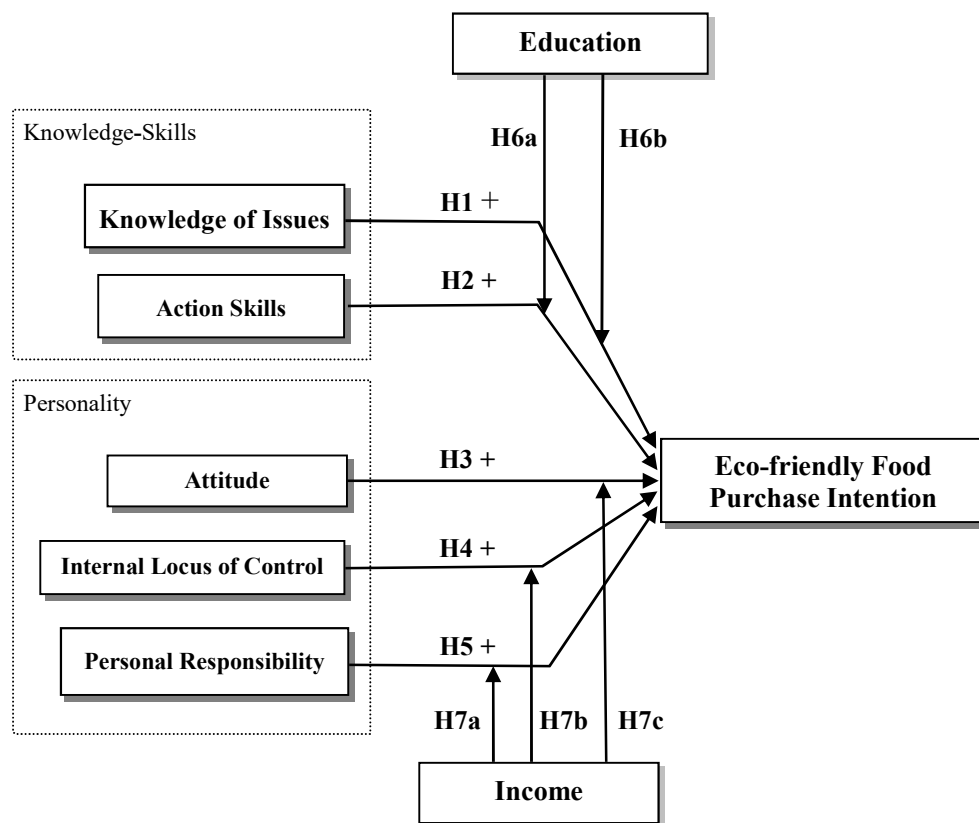 Education
Knowledge-Skills
H6a
H6b
Knowledge of Issues
H1 +
Action Skills
H2 +
Personality
Attitude
H3 +
Eco-friendly Food
Purchase Intention
Internal Locus of Control
H4 +
Personal Responsibility
H5 +
H7a
H7b
H7c
Income